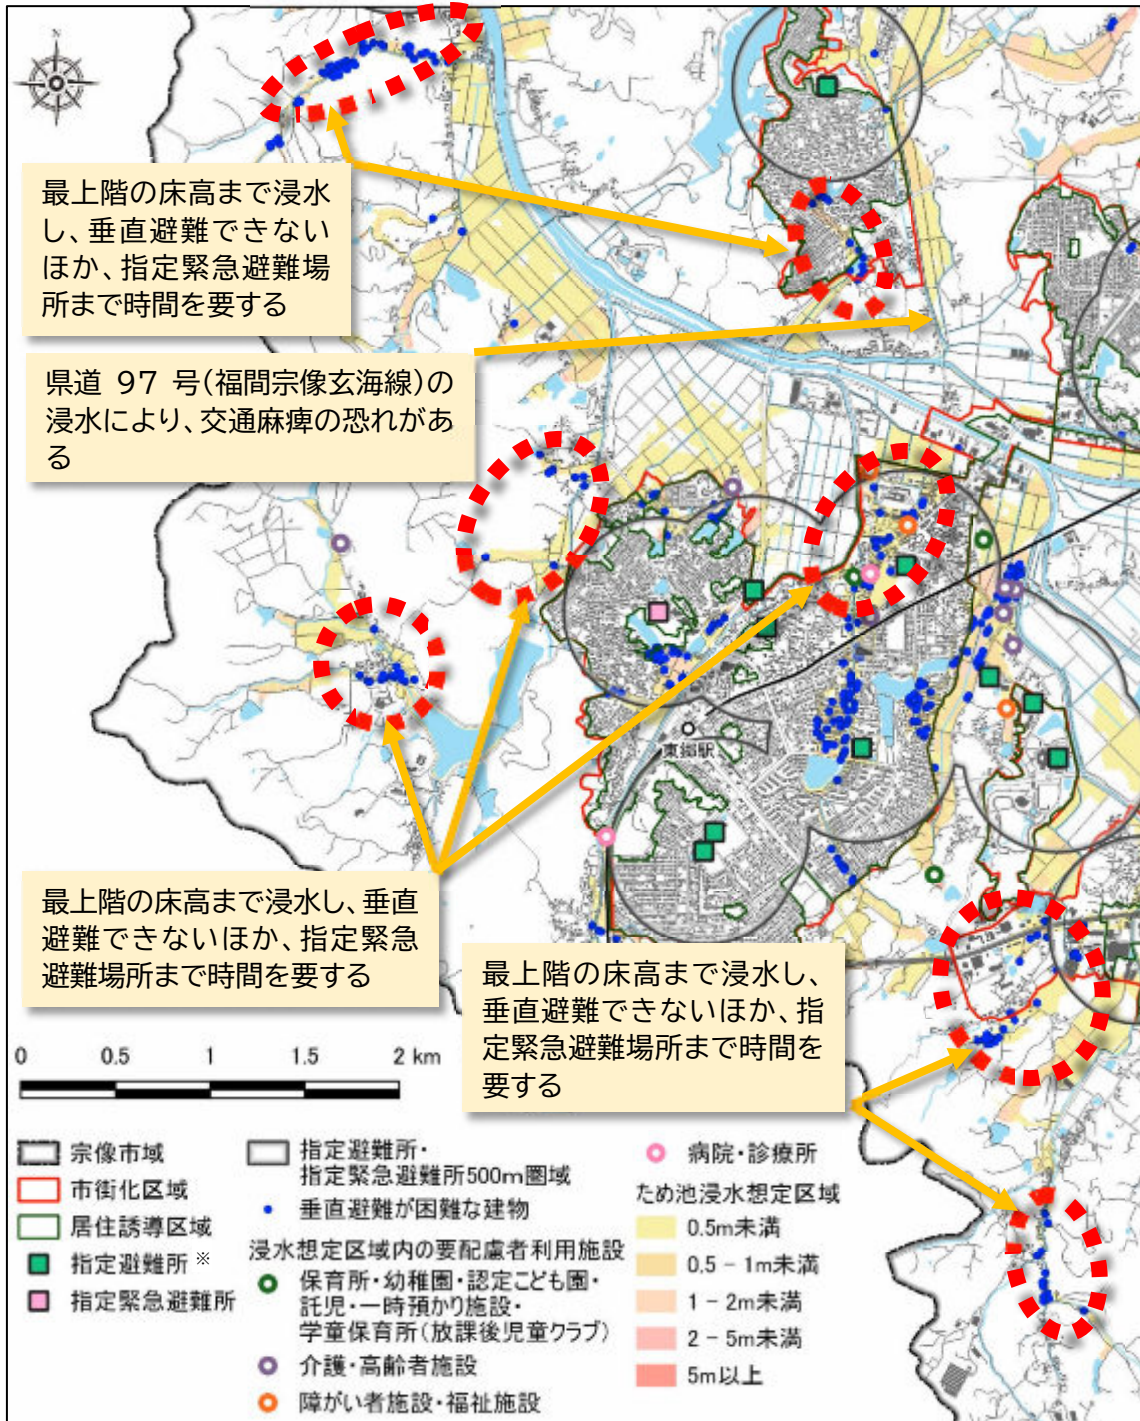 N
最上階の床高まで浸水
し、垂直避難できない
ほか、指定緊急避難場
所まで時間を要する
県道 97 号(福間宗像玄海線)の
浸水により、交通麻痺の恐れがあ
る
東郷駅
最上階の床高まで浸水し、垂直
避難できないほか、指定緊急
避難場所まで時間を要する
最上階の床高まで浸水し、
垂直避難できないほか、指
定緊急避難場所まで時間を
要する
0 0.5 1 1.5 2 km
宗像市域
市街化区域
居住誘導区域
指定避難所※
指定緊急避難所
指定避難所・
指定緊急避難所500m圏域
垂直避難が困難な建物
浸水想定区域内の要配慮者利用施設
保育所・幼稚園・認定こども園・
託児・一時預かり施設・
学童保育所(放課後児童クラブ)
介護・高齢者施設
障がい者施設・福祉施設
病院・診療所
ため池浸水想定区域
0.5m未満
0.5 - 1m未満
1 - 2m未満
2 - 5m未満
5m以上